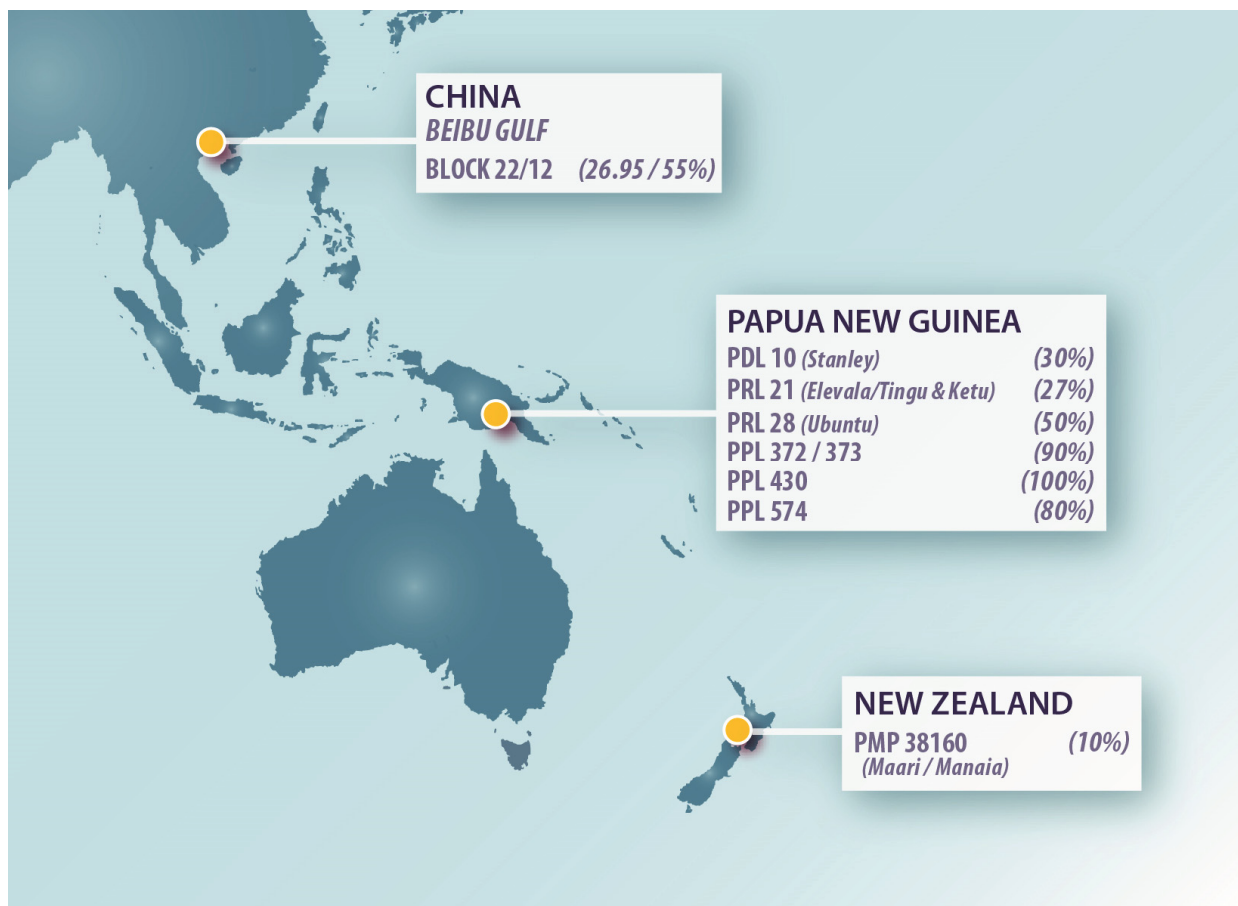 CHINA
BEIBU GULF
BLOCK 22/12 (26.95 / 55%)
PAPUA NEW GUINEA
PDL 10 (Stanley) (30%)
PRL 21 (Elevala/Tingu & Ketu) (27%)
PRL 28 (Ubuntu) (50%)
PPL 372 / 373 (90%)
PPL 430 (100%)
PPL 574 (80%)
NEW ZEALAND
PMP 38160 (10%)
(Maari / Manaia)